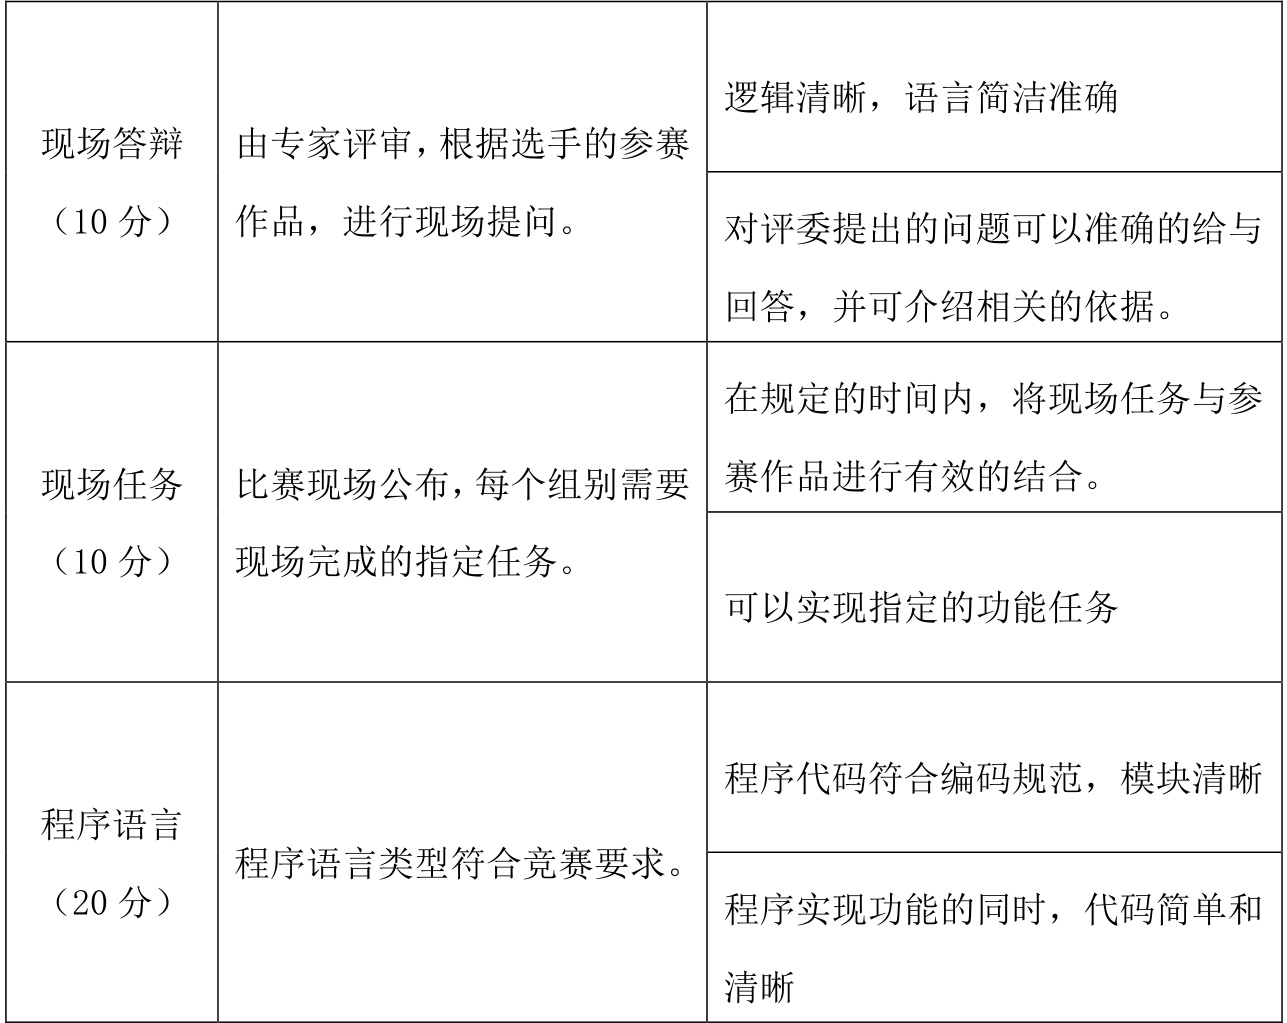 现场答辩
（10 分）
由专家评审，根据选手的参赛
作品，进行现场提问。
逻辑清晰，语言简洁准确
对评委提出的问题可以准确的给与
回答，并可介绍相关的依据。
现场任务
（10 分）
比赛现场公布，每个组别需要
现场完成的指定任务。
在规定的时间内，将现场任务与参
赛作品进行有效的结合。
可以实现指定的功能任务
程序语言
（20 分）
程序语言类型符合竞赛要求。
程序代码符合编码规范，模块清晰
程序实现功能的同时，代码简单和
清晰